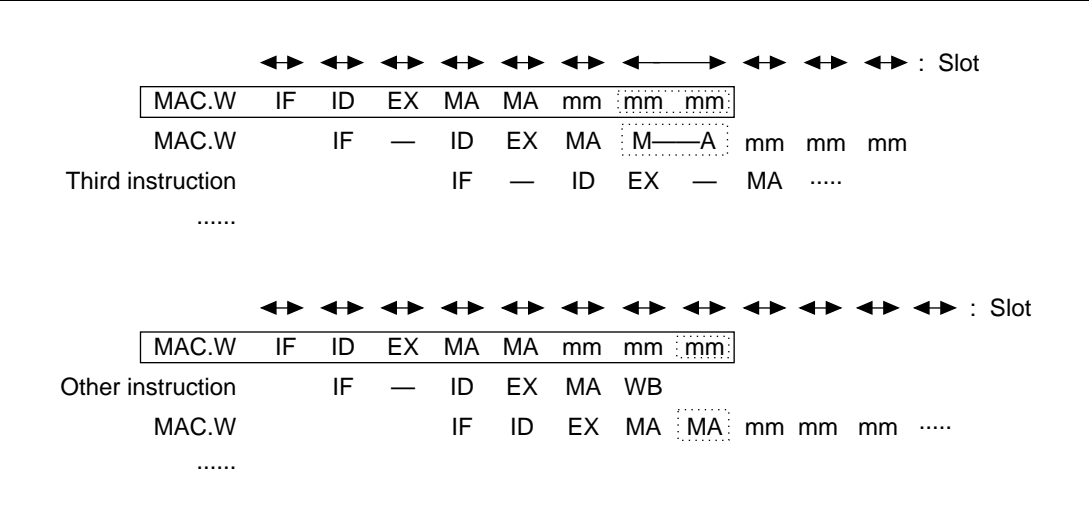 : Slot
MAC.W IF ID EX MA MA mm mm mm
MAC.W IF — ID EX MA M——A mm mm mm
Third instruction IF — ID EX — MA ·····
......
: Slot
MAC.W IF ID EX MA MA mm mm mm
Other instruction IF — ID EX MA WB
MAC.W IF ID EX MA MA mm mm mm ·····
......